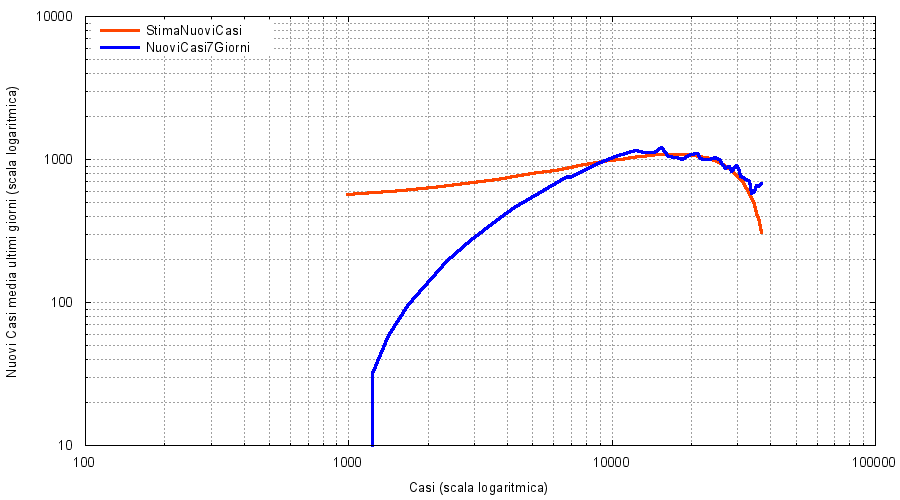 10000
1000
100
10
StimaNuoviCasi
NuoviCasi7Giorni
Nuovi Casi media ultimi giorni (scala logaritmica)
100
1000
10000
100000
Casi (scala logaritmica)